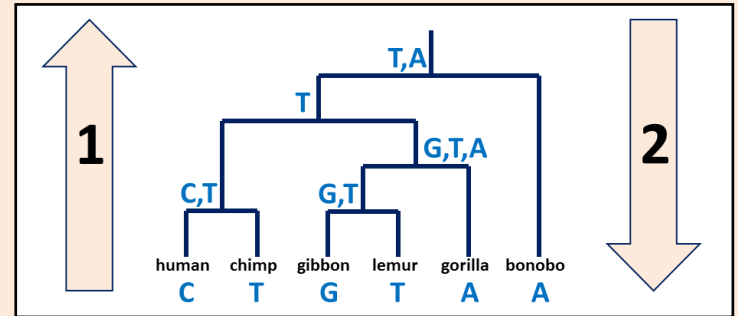 T,A
T
1
2
G,T,A
C,T
G,T
human chimp gibbon lemur gorilla bonobo
C T G T A A